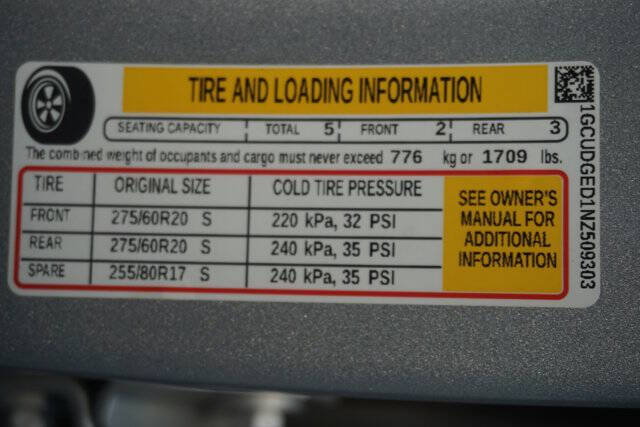 TIRE AND LOADING INFORMATION
SEATING CAPACITY TOTAL 5 FRONT 2 REAR 3
The combined weight of occupants and cargo must never exceed 776 kg or 1709 lbs.
TIRE ORIGINAL SIZE COLD TIRE PRESSURE
FRONT 275/60R20 S 220 kPa, 32 PSI
REAR 275/60R20 S 240 kPa, 35 PSI
SPARE 255/80R17 S 240 kPa, 35 PSI
SEE OWNER'S
MANUAL FOR
ADDITIONAL
INFORMATION
1GCUDGED1NZ509303